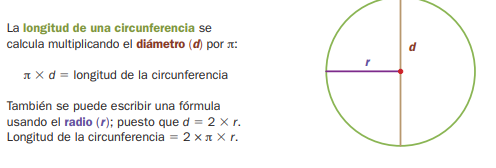 La longitud de una circunferencia se
calcula multiplicando el diámetro (d) por π:
π × d = longitud de la circunferencia
También se puede escribir una fórmula
usando el radio (r); puesto que d = 2 × r.
Longitud de la circunferencia = 2 × π × r.
d
r